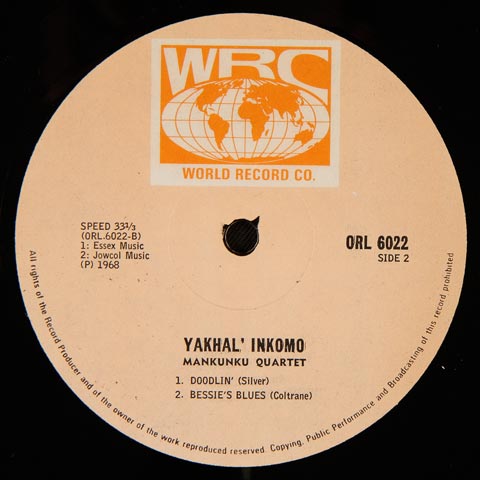 WRC
WORLD RECORD CO.
SPEED 33⅓
(ORL.6022-B)
1: Essex Music
2: Jowcol Music
(P) 1968
ORL 6022
SIDE 2
YAKHAL' INKOMO
MANKUNKU QUARTET
1. DOODLIN' (Silver)
2. BESSIE'S BLUES (Coltrane)
All rights of the Record Producer and of the owner of the work reproduced reserved. Copying, Public Performance and Broadcasting of this record prohibited